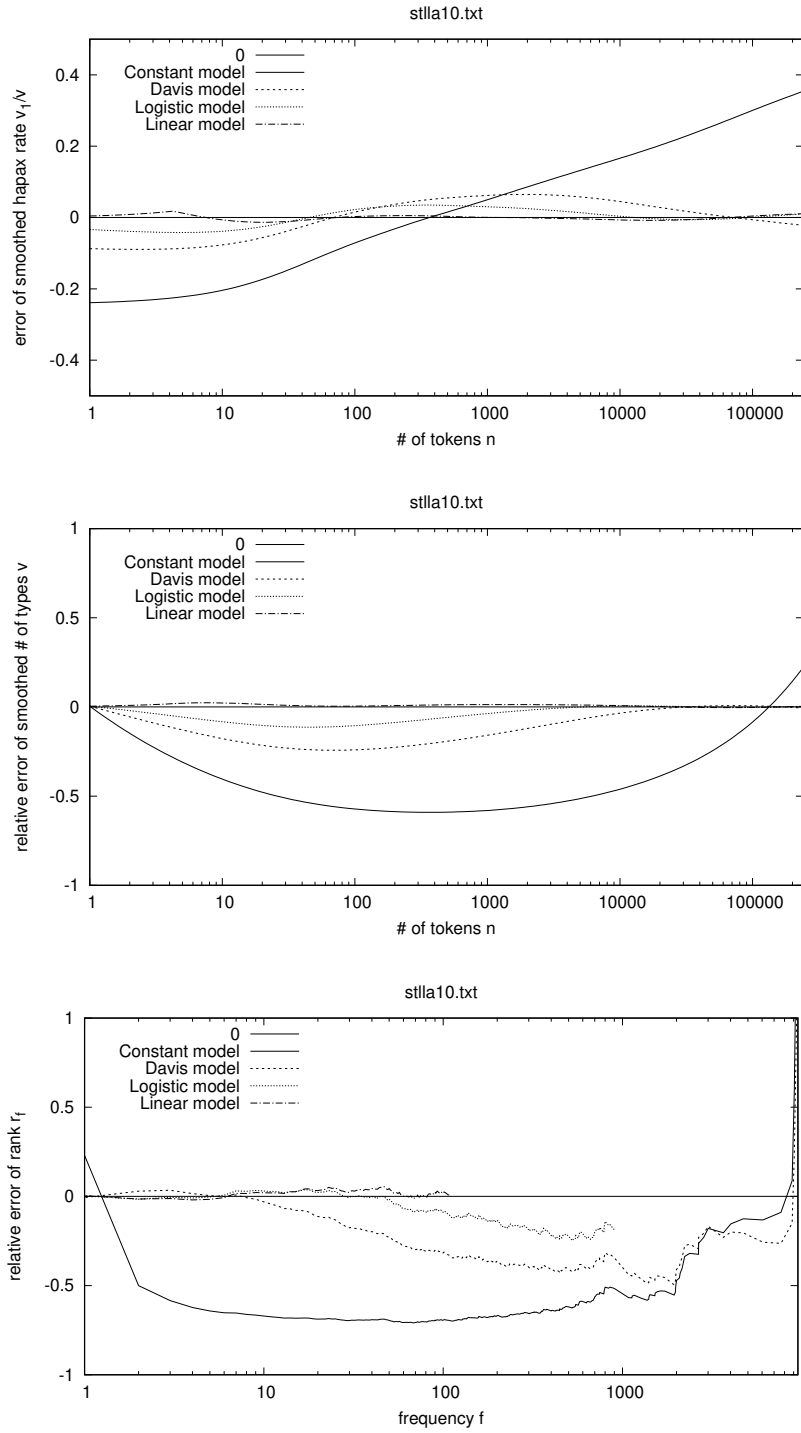 stlla10.txt
0
Constant model
Davis model
Logistic model
Linear model
error of smoothed hapax rate v1/v
0.4
0.2
0
-0.2
-0.4
1 10 100 1000 10000 100000
# of tokens n
stlla10.txt
0
Constant model
Davis model
Logistic model
Linear model
relative error of smoothed # of types v
1
0.5
0
-0.5
-1
1 10 100 1000 10000 100000
# of tokens n
stlla10.txt
0
Constant model
Davis model
Logistic model
Linear model
relative error of rank rf
1
0.5
0
-0.5
-1
1 10 100 1000
frequency f